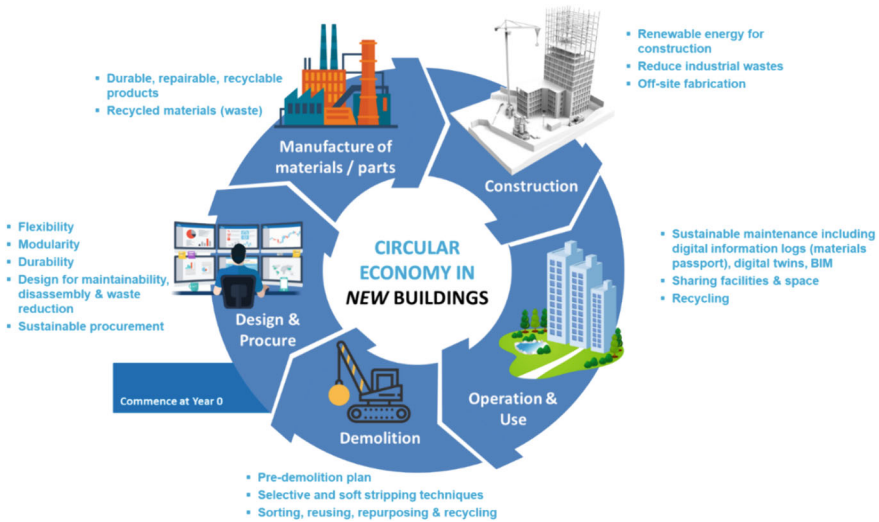 CIRCULAR
ECONOMY IN
NEW BUILDINGS
Commence at Year 0
Design &
Procure
▪ Flexibility
▪ Modularity
▪ Durability
▪ Design for maintainability,
disassembly & waste
reduction
▪ Sustainable procurement
Manufacture of
materials / parts
▪ Durable, repairable, recyclable
products
▪ Recycled materials (waste)
Construction
▪ Renewable energy for
construction
▪ Reduce industrial wastes
▪ Off-site fabrication
Operation &
Use
▪ Sustainable maintenance including
digital information logs (materials
passport), digital twins, BIM
▪ Sharing facilities & space
▪ Recycling
Demolition
▪ Pre-demolition plan
▪ Selective and soft stripping techniques
▪ Sorting, reusing, repurposing & recycling